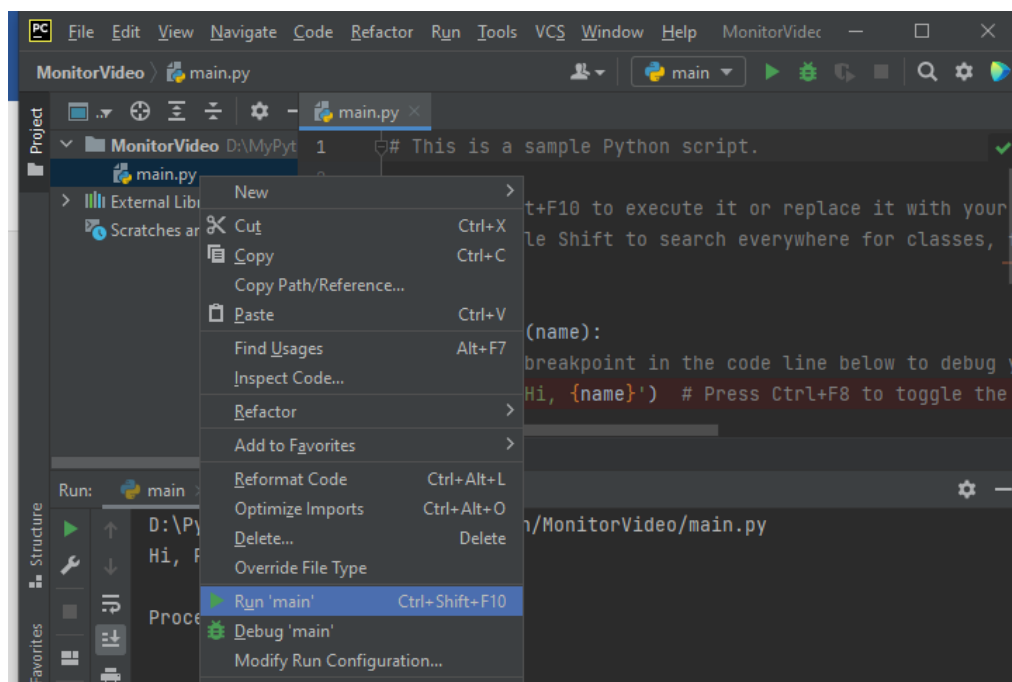 PC File Edit View Navigate Code Refactor Run Tools VCS Window Help MonitorVidec
MonitorVideo main.py main
Project
main.py
MonitorVideo D:\MyPyt
main.py
External Libr
Scratches ar
1 # This is a sample Python script.
t+F10 to execute it or replace it with your
le Shift to search everywhere for classes,
(name):
breakpoint in the code line below to debug
Hi, {name}') # Press Ctrl+F8 to toggle the
New
Cut Ctrl+X
Copy Ctrl+C
Copy Path/Reference...
Paste Ctrl+V
Find Usages Alt+F7
Inspect Code...
Refactor
Add to Favorites
Reformat Code Ctrl+Alt+L
Optimize Imports Ctrl+Alt+O
Delete... Delete
Override File Type
Run 'main' Ctrl+Shift+F10
Debug 'main'
Modify Run Configuration...
Run: main
D:\Py
/MonitorVideo/main.py
Hi,
Proce
Structure
Favorites